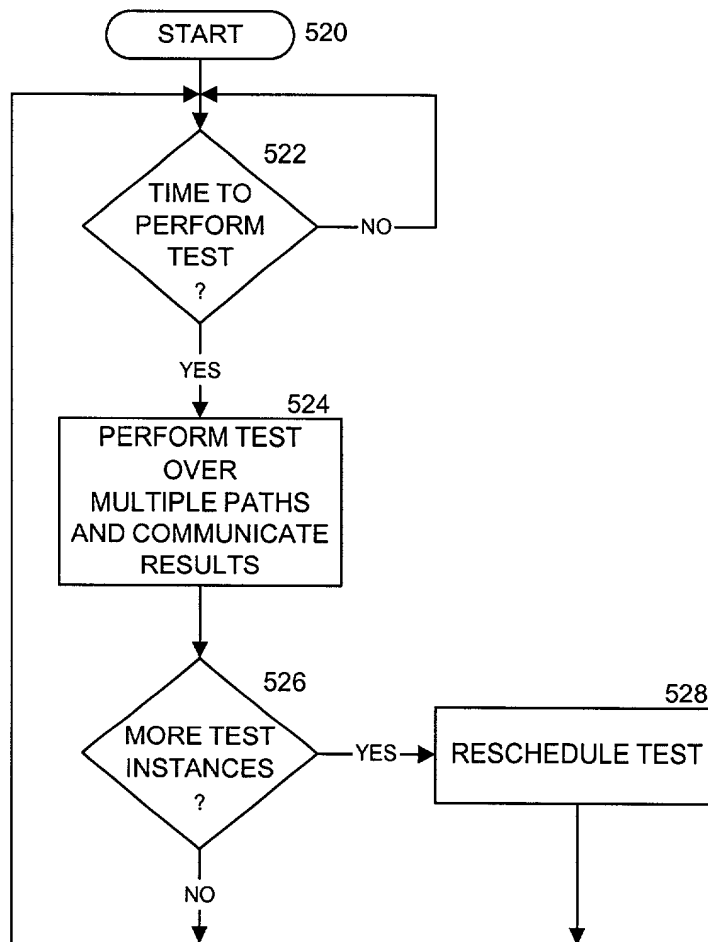 START
520
522
TIME TO
PERFORM
TEST
?
NO
YES
524
PERFORM TEST
OVER
MULTIPLE PATHS
AND COMMUNICATE
RESULTS
526
MORE TEST
INSTANCES
?
YES
528
RESCHEDULE TEST
NO